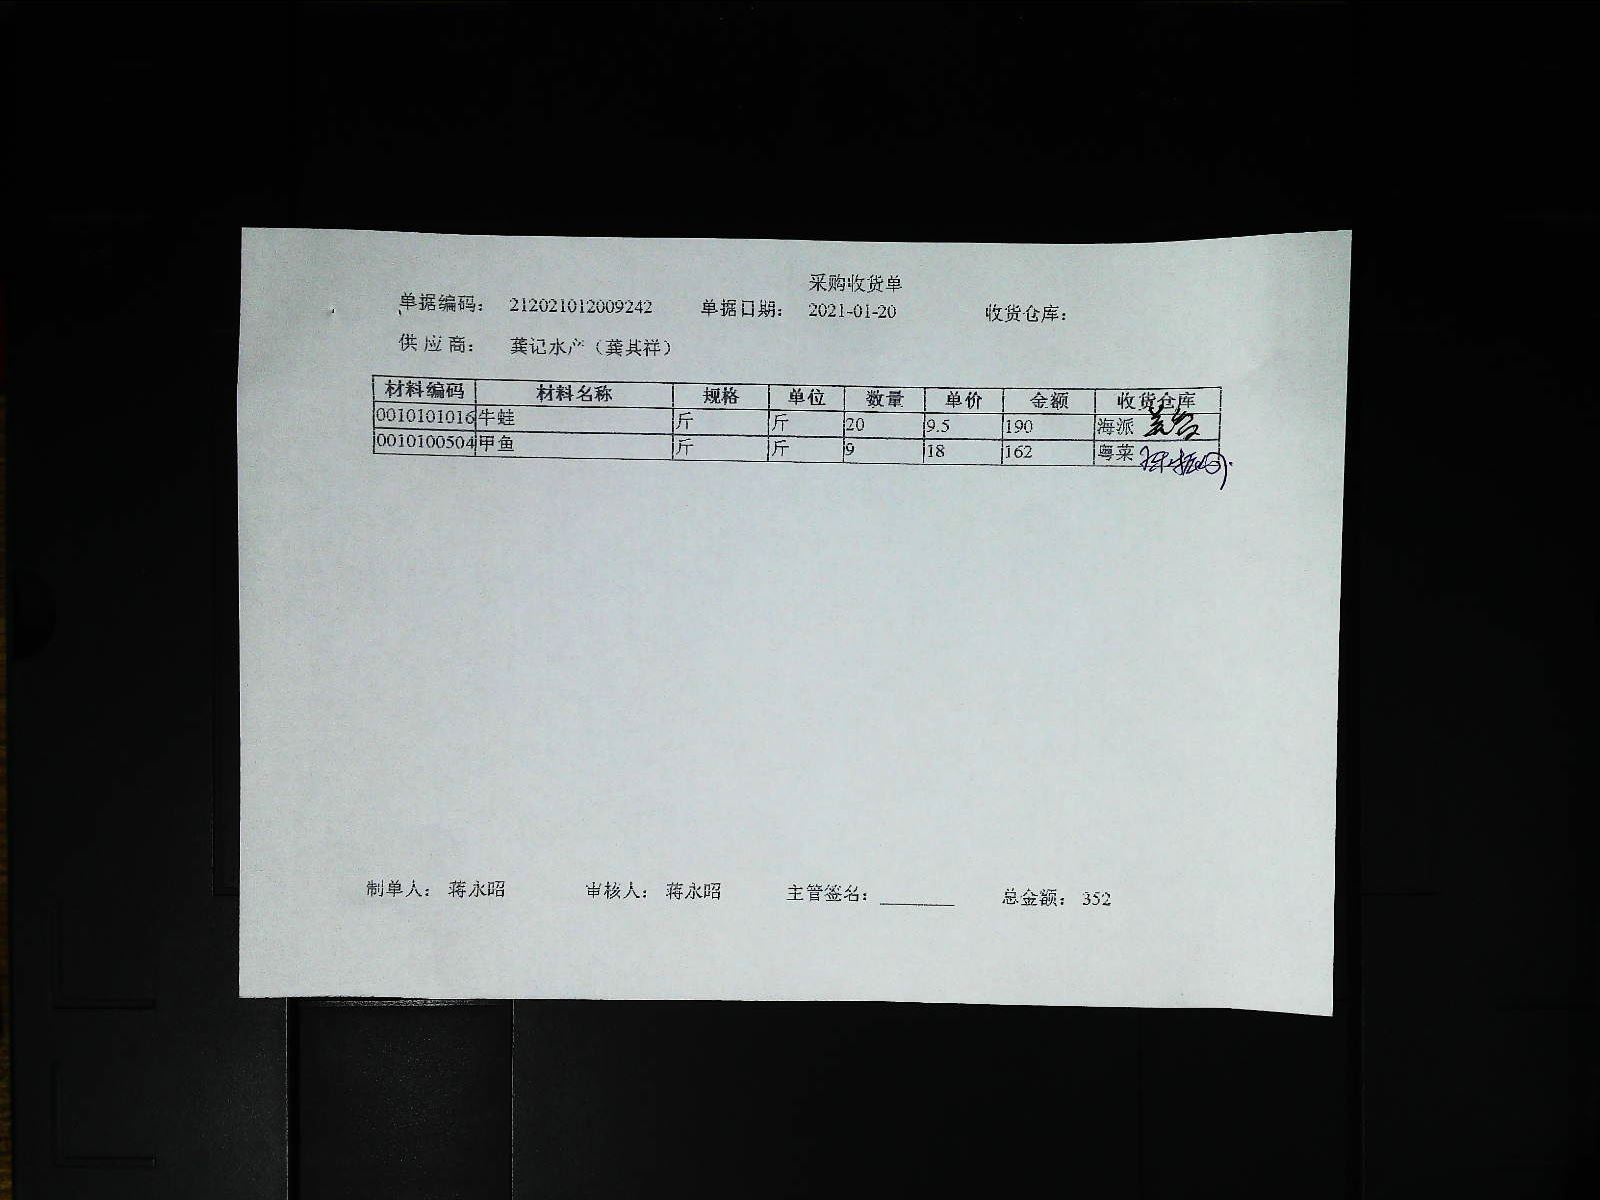 采购收货单
单据编码： 212021012009242 单据日期： 2021-01-20 收货仓库：
供 应 商： 龚记水产（龚其祥）
材料编码 材料名称 规格 单位 数量 单价 金额 收货仓库
0010101016 牛蛙 斤 斤 20 9.5 190 海派
0010100504 甲鱼 斤 斤 9 18 162 粤菜
制单人： 蒋永昭 审核人： 蒋永昭 主管签名：________ 总金额： 352